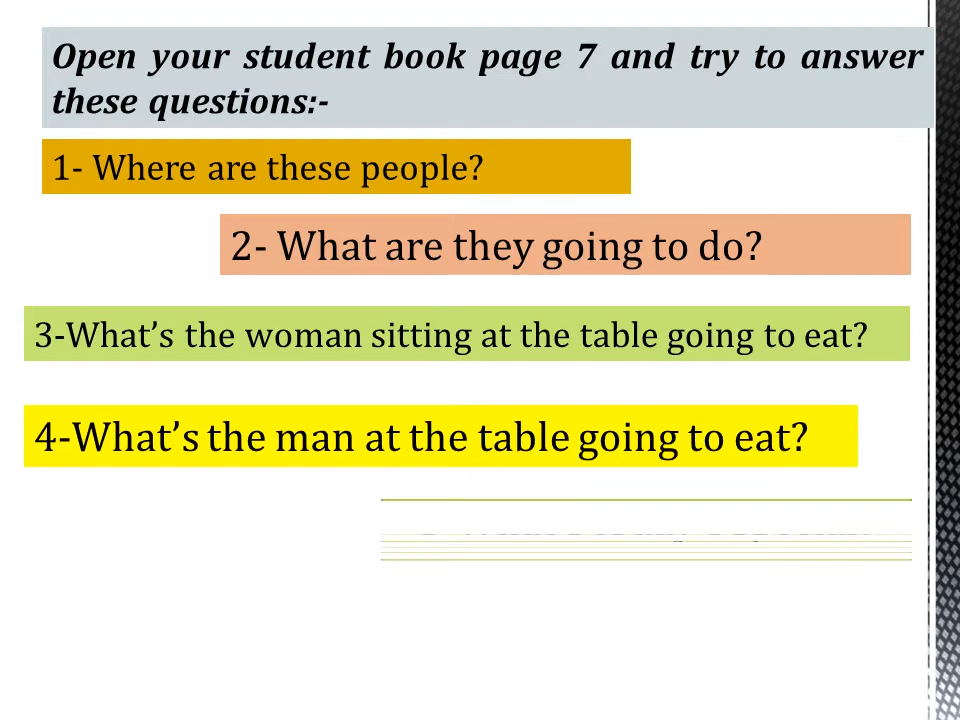 Open your student book page 7 and try to answer
these questions:-
1- Where are these people?
2- What are they going to do?
3-What’s the woman sitting at the table going to eat?
4-What’s the man at the table going to eat?